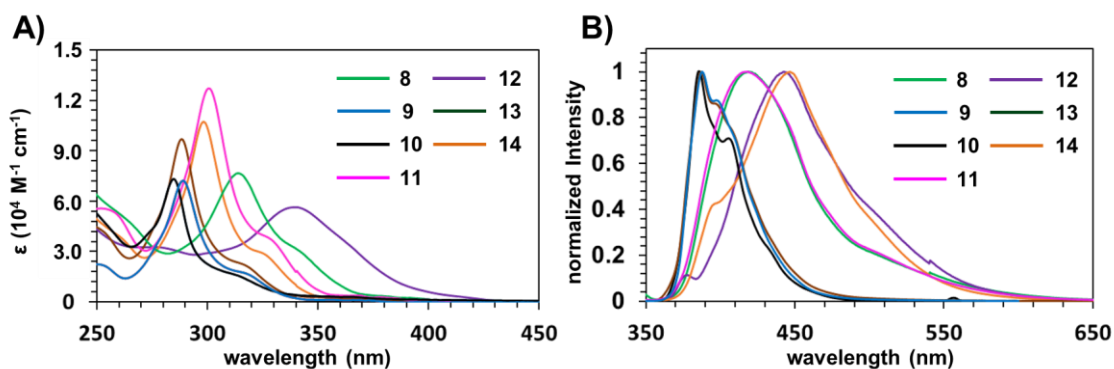 A)
ε (10⁴ M⁻¹ cm⁻¹)
1.5
1.2
9.0
6.0
3.0
0
250 300 350 400 450
wavelength (nm)
8 12
9 13
10 14
11
B)
normalized Intensity
1
0.8
0.6
0.4
0.2
0
350 450 550 650
wavelength (nm)
8 12
9 13
10 14
11